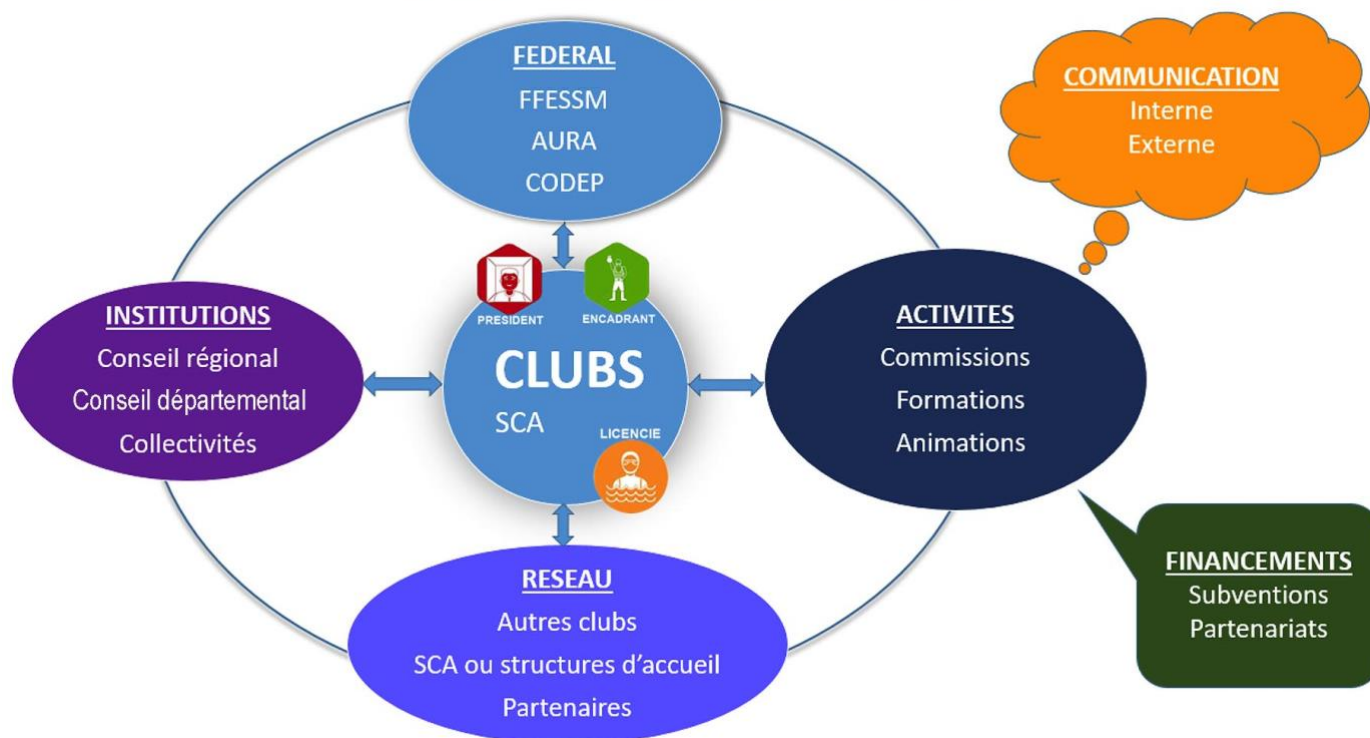 FEDERAL
FFESSM
AURA
CODEP
COMMUNICATION
Interne
Externe
INSTITUTIONS
Conseil régional
Conseil départemental
Collectivités
PRESIDENT
ENCADRANT
CLUBS
SCA
LICENCIE
ACTIVITES
Commissions
Formations
Animations
RESEAU
Autres clubs
SCA ou structures d’accueil
Partenaires
FINANCEMENTS
Subventions
Partenariats